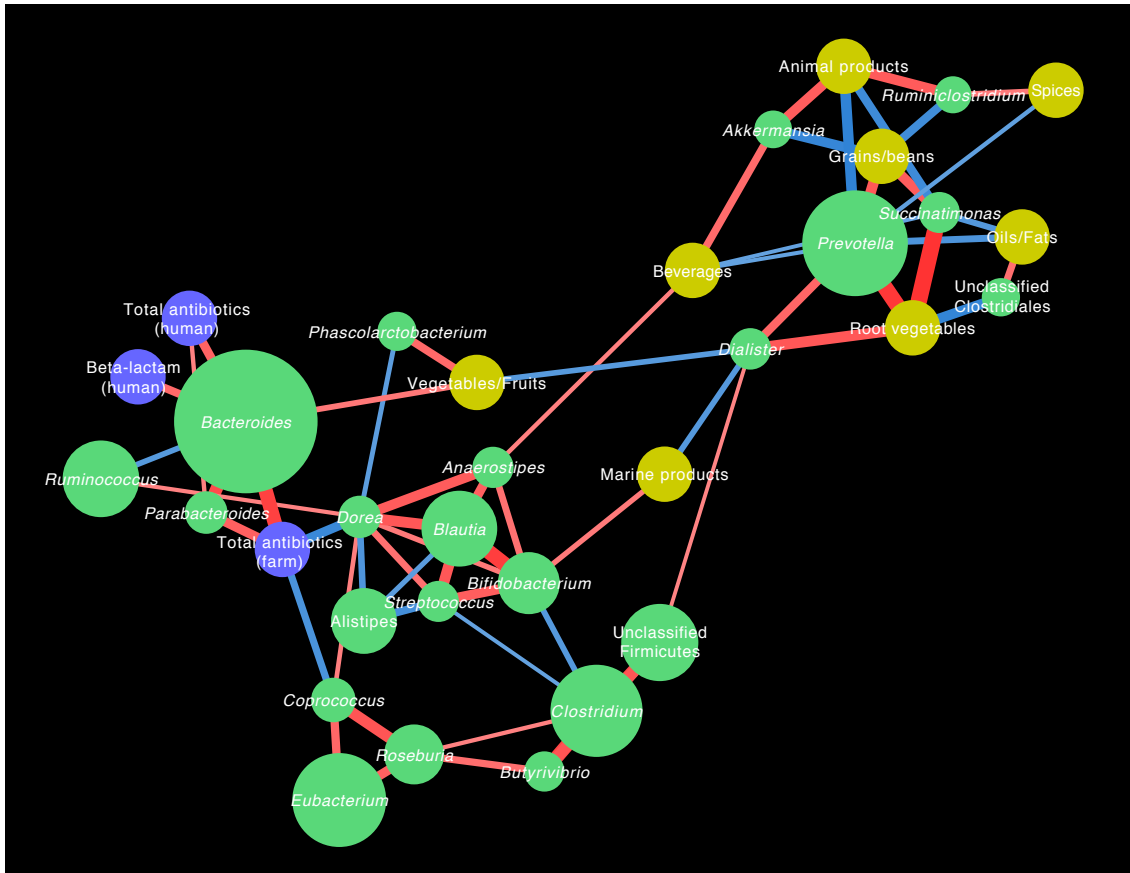 Animal products
Spices
Ruminiclostridium
Akkermansia
Grains/beans
Succinatimonas
Prevotella
Oils/Fats
Beverages
Unclassified
Clostridiales
Total antibiotics
(human)
Phascolarctobacterium
Root vegetables
Dialister
Beta-lactam
(human)
Vegetables/Fruits
Bacteroides
Anaerostipes
Marine products
Ruminococcus
Parabacteroides
Dorea
Blautia
Total antibiotics
(farm)
Bifidobacterium
Streptococcus
Alistipes
Unclassified
Firmicutes
Coprococcus
Clostridium
Roseburia
Butyrivibrio
Eubacterium